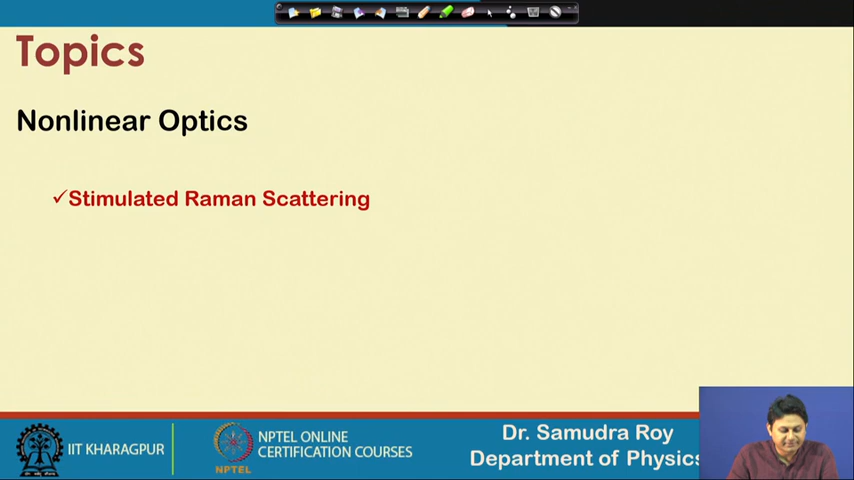 Topics
Nonlinear Optics
✓Stimulated Raman Scattering
IIT KHARAGPUR
NPTEL
NPTEL ONLINE
CERTIFICATION COURSES
Dr. Samudra Roy
Department of Physics